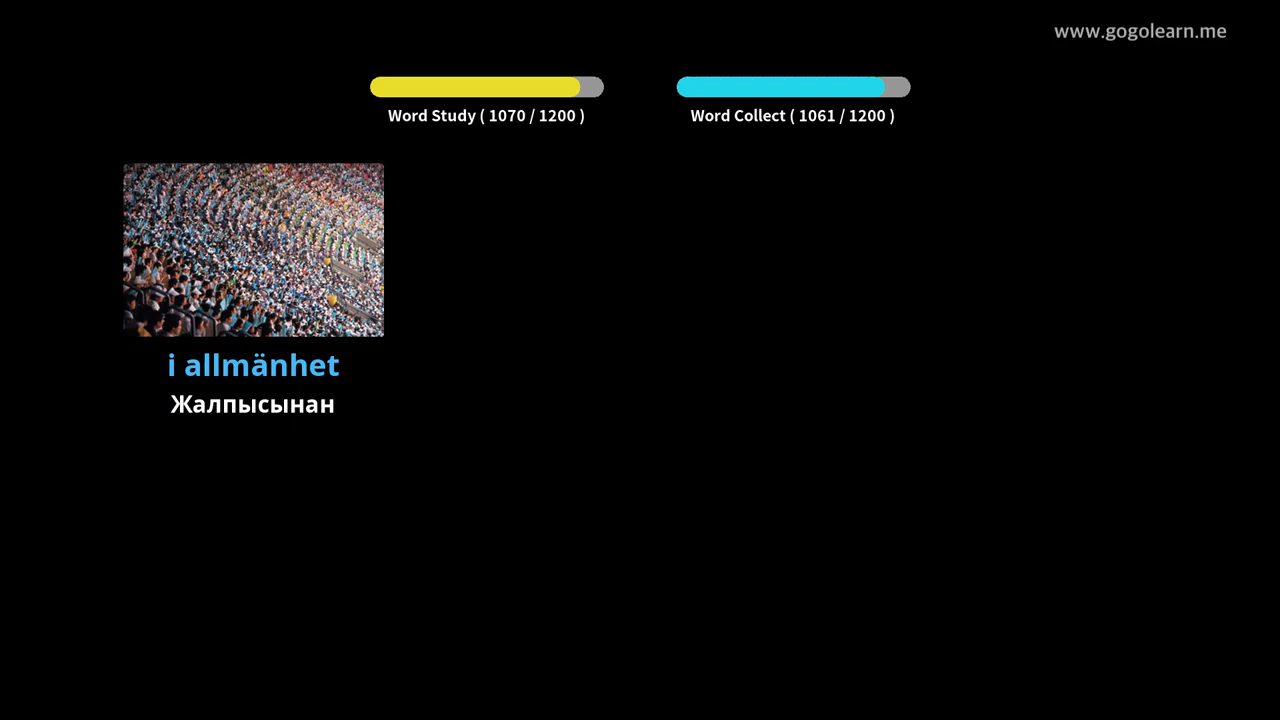 www.gogolearn.me
Word Study ( 1070 / 1200 )
Word Collect ( 1061 / 1200 )
i allmänhet
Жалпысынан